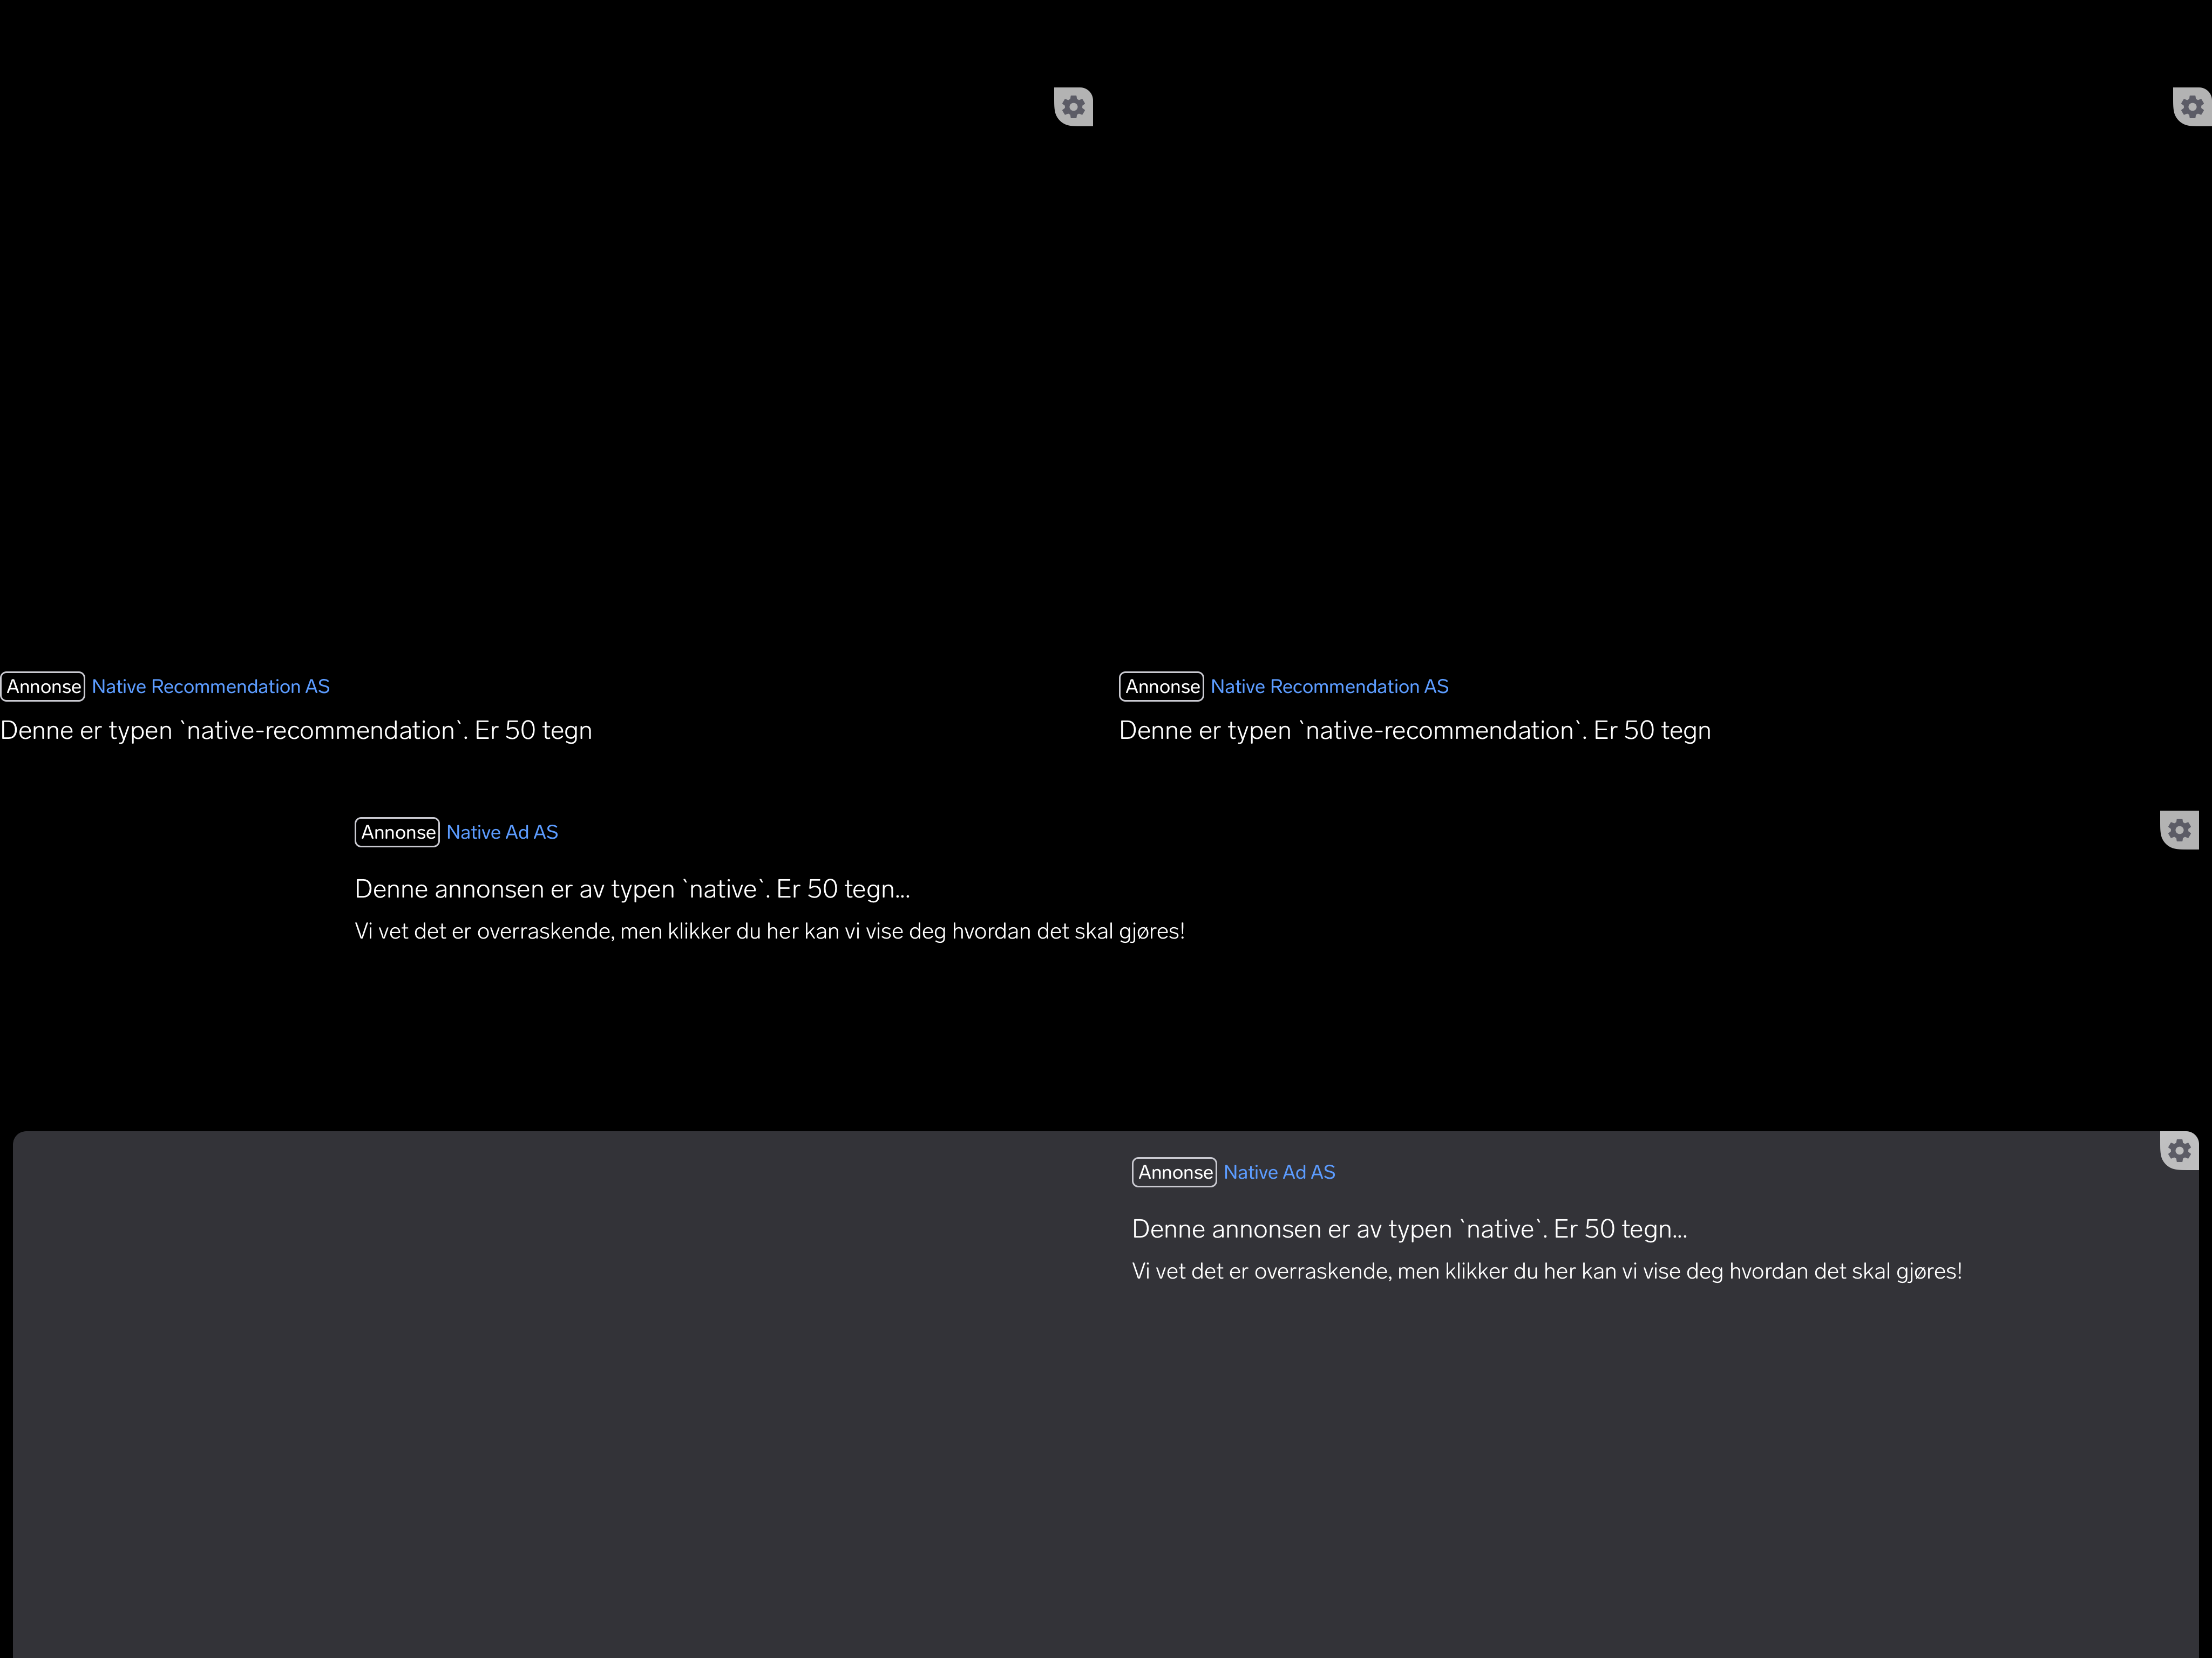 Annonse Native Recommendation AS
Denne er typen `native-recommendation`. Er 50 tegn
Annonse Native Recommendation AS
Denne er typen `native-recommendation`. Er 50 tegn
Annonse Native Ad AS
Denne annonsen er av typen `native`. Er 50 tegn...
Vi vet det er overraskende, men klikker du her kan vi vise deg hvordan det skal gjøres!
Annonse Native Ad AS
Denne annonsen er av typen `native`. Er 50 tegn...
Vi vet det er overraskende, men klikker du her kan vi vise deg hvordan det skal gjøres!